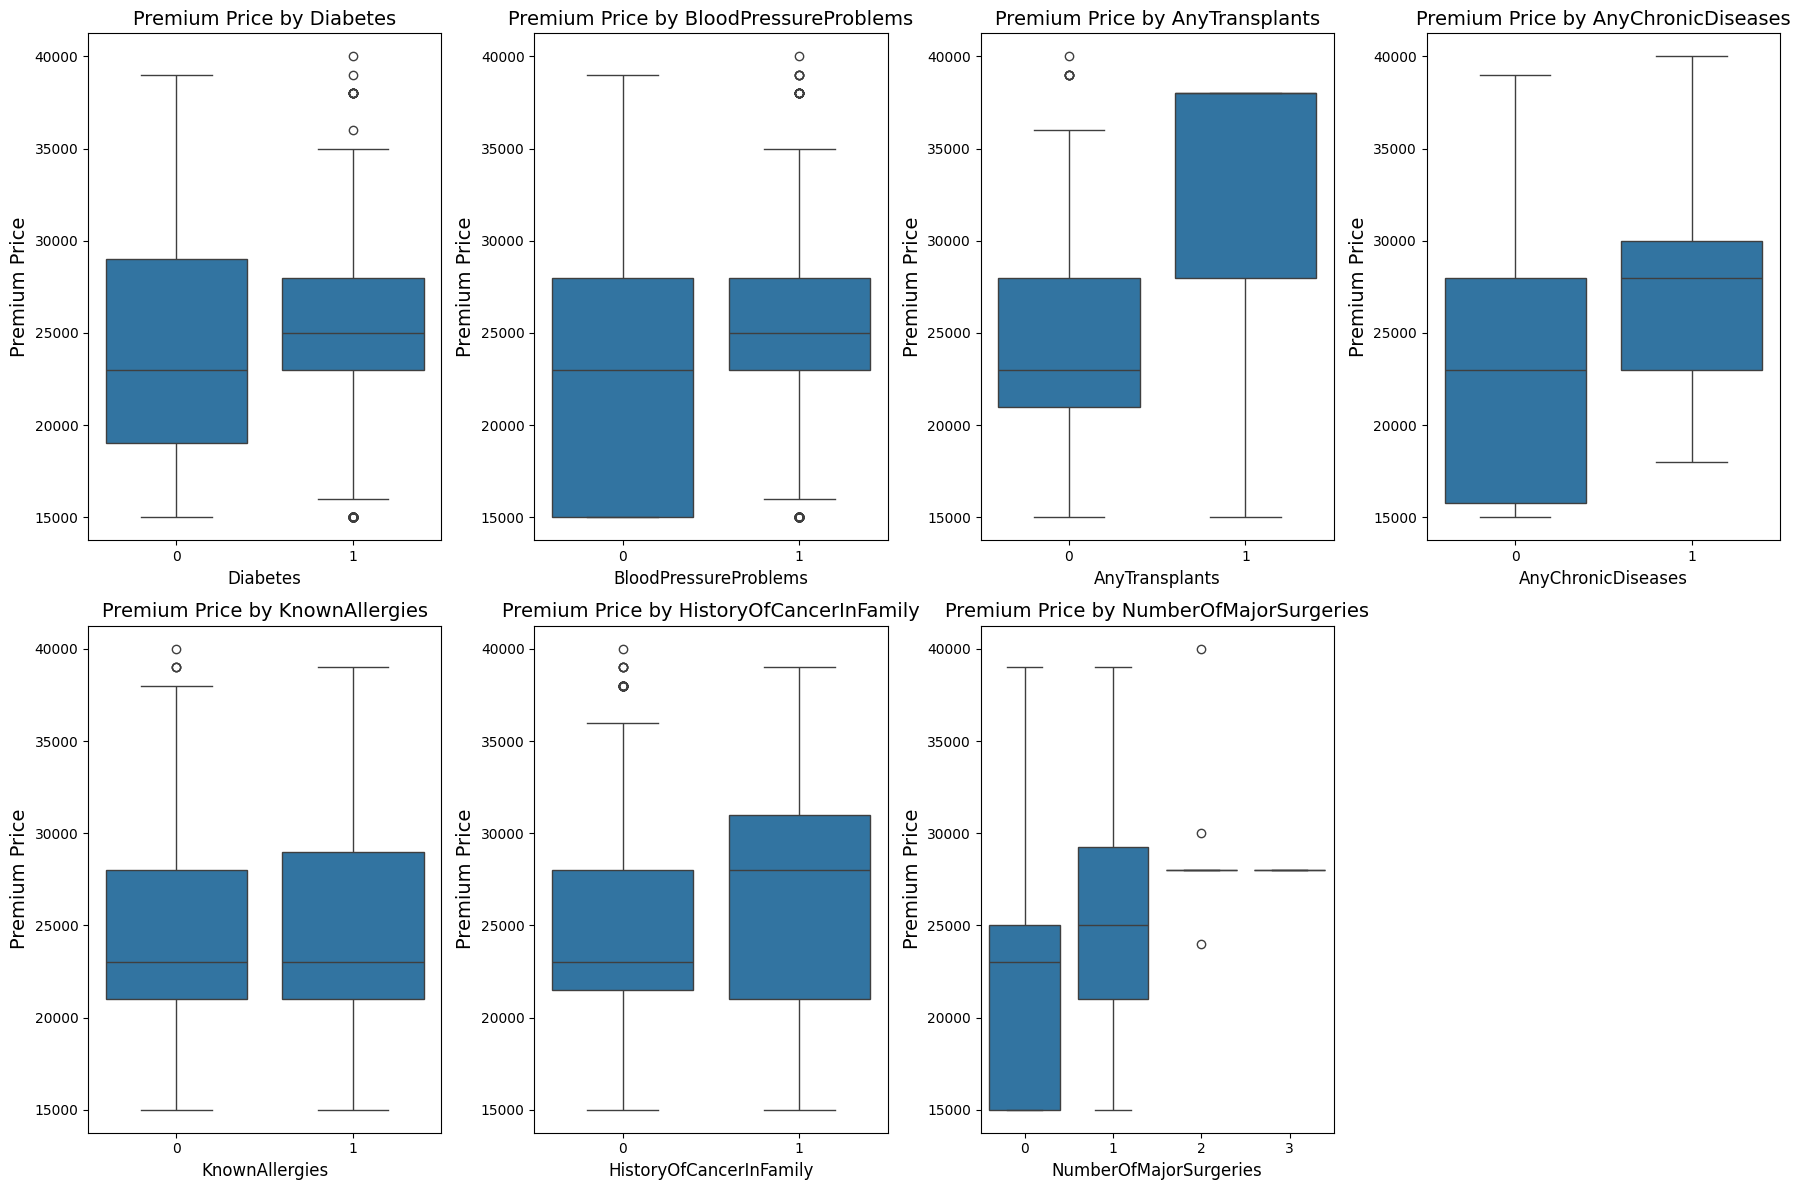 Premium Price by Diabetes
Premium Price
40000
35000
30000
25000
20000
15000
0 1
Diabetes
Premium Price by BloodPressureProblems
Premium Price
40000
35000
30000
25000
20000
15000
0 1
BloodPressureProblems
Premium Price by AnyTransplants
Premium Price
40000
35000
30000
25000
20000
15000
0 1
AnyTransplants
Premium Price by AnyChronicDiseases
Premium Price
40000
35000
30000
25000
20000
15000
0 1
AnyChronicDiseases
Premium Price by KnownAllergies
Premium Price
40000
35000
30000
25000
20000
15000
0 1
KnownAllergies
Premium Price by HistoryOfCancerInFamily
Premium Price
40000
35000
30000
25000
20000
15000
0 1
HistoryOfCancerInFamily
Premium Price by NumberOfMajorSurgeries
Premium Price
40000
35000
30000
25000
20000
15000
0 1 2 3
NumberOfMajorSurgeries